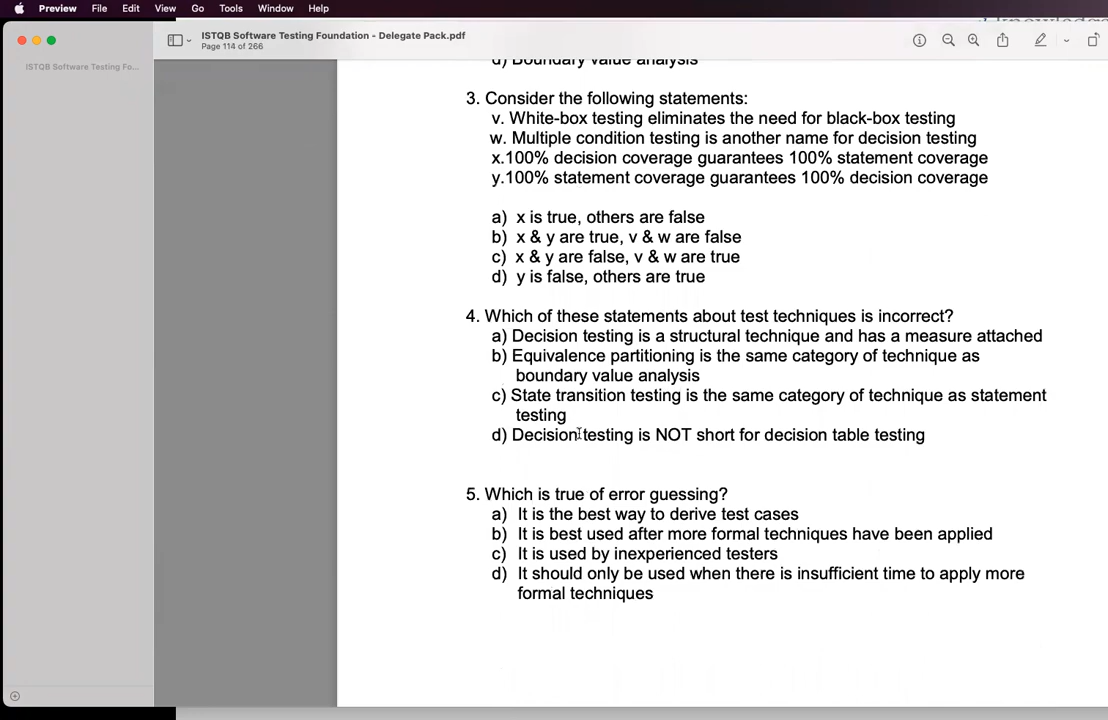 Preview File Edit View Go Tools Window Help
ISTQB Software Testing Foundation - Delegate Pack.pdf
Page 114 of 266
ISTQB Software Testing Fo...
d) Boundary value analysis
3. Consider the following statements:
v. White-box testing eliminates the need for black-box testing
w. Multiple condition testing is another name for decision testing
x.100% decision coverage guarantees 100% statement coverage
y.100% statement coverage guarantees 100% decision coverage
a) x is true, others are false
b) x & y are true, v & w are false
c) x & y are false, v & w are true
d) y is false, others are true
4. Which of these statements about test techniques is incorrect?
a) Decision testing is a structural technique and has a measure attached
b) Equivalence partitioning is the same category of technique as
boundary value analysis
c) State transition testing is the same category of technique as statement
testing
d) Decision testing is NOT short for decision table testing
5. Which is true of error guessing?
a) It is the best way to derive test cases
b) It is best used after more formal techniques have been applied
c) It is used by inexperienced testers
d) It should only be used when there is insufficient time to apply more
formal techniques